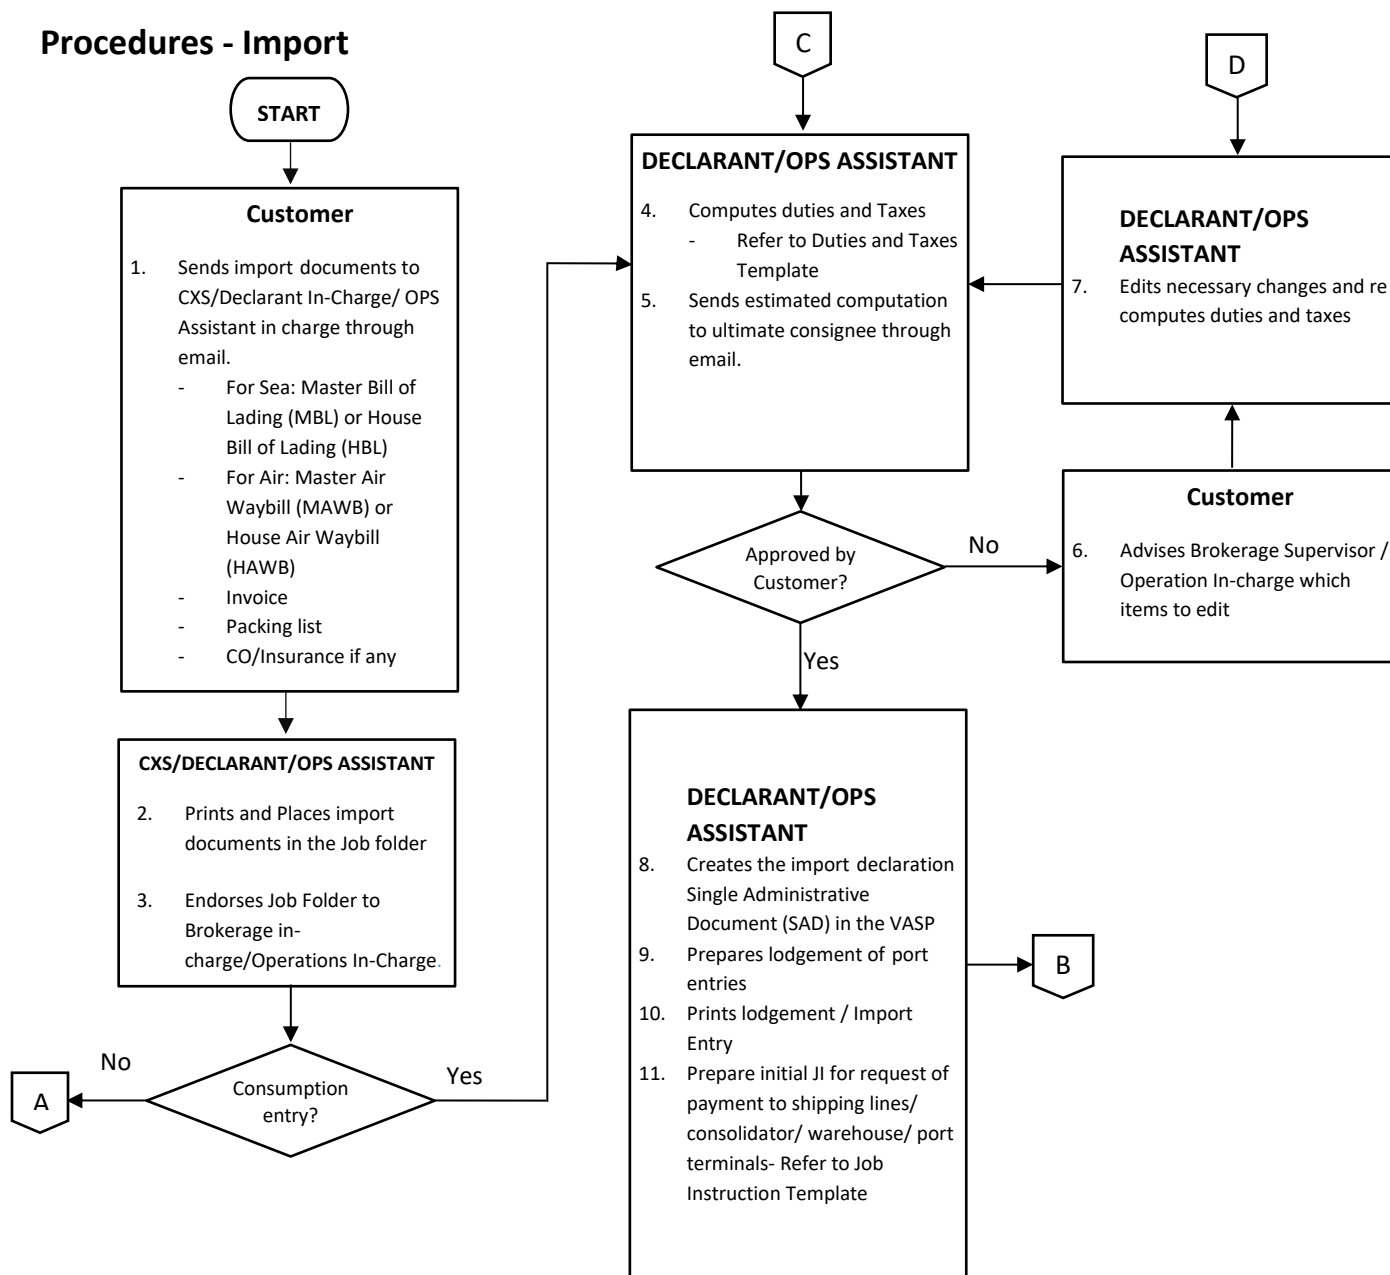 Procedures - Import
START
Customer
1. Sends import documents to
CXS/Declarant In-Charge/ OPS
Assistant in charge through
email.
- For Sea: Master Bill of
Lading (MBL) or House
Bill of Lading (HBL)
- For Air: Master Air
Waybill (MAWB) or
House Air Waybill
(HAWB)
- Invoice
- Packing list
- CO/Insurance if any
CXS/DECLARANT/OPS ASSISTANT
2. Prints and Places import
documents in the Job folder
3. Endorses Job Folder to
Brokerage in-
charge/Operations In-Charge.
Consumption
entry?
No
A
Yes
C
DECLARANT/OPS ASSISTANT
4. Computes duties and Taxes
- Refer to Duties and Taxes
Template
5. Sends estimated computation
to ultimate consignee through
email.
Approved by
Customer?
No
Yes
D
DECLARANT/OPS
ASSISTANT
7. Edits necessary changes and re
computes duties and taxes
Customer
6. Advises Brokerage Supervisor /
Operation In-charge which
items to edit
DECLARANT/OPS
ASSISTANT
8. Creates the import declaration
Single Administrative
Document (SAD) in the VASP
9. Prepares lodgement of port
entries
10. Prints lodgement / Import
Entry
11. Prepare initial JI for request of
payment to shipping lines/
consolidator/ warehouse/ port
terminals- Refer to Job
Instruction Template
B